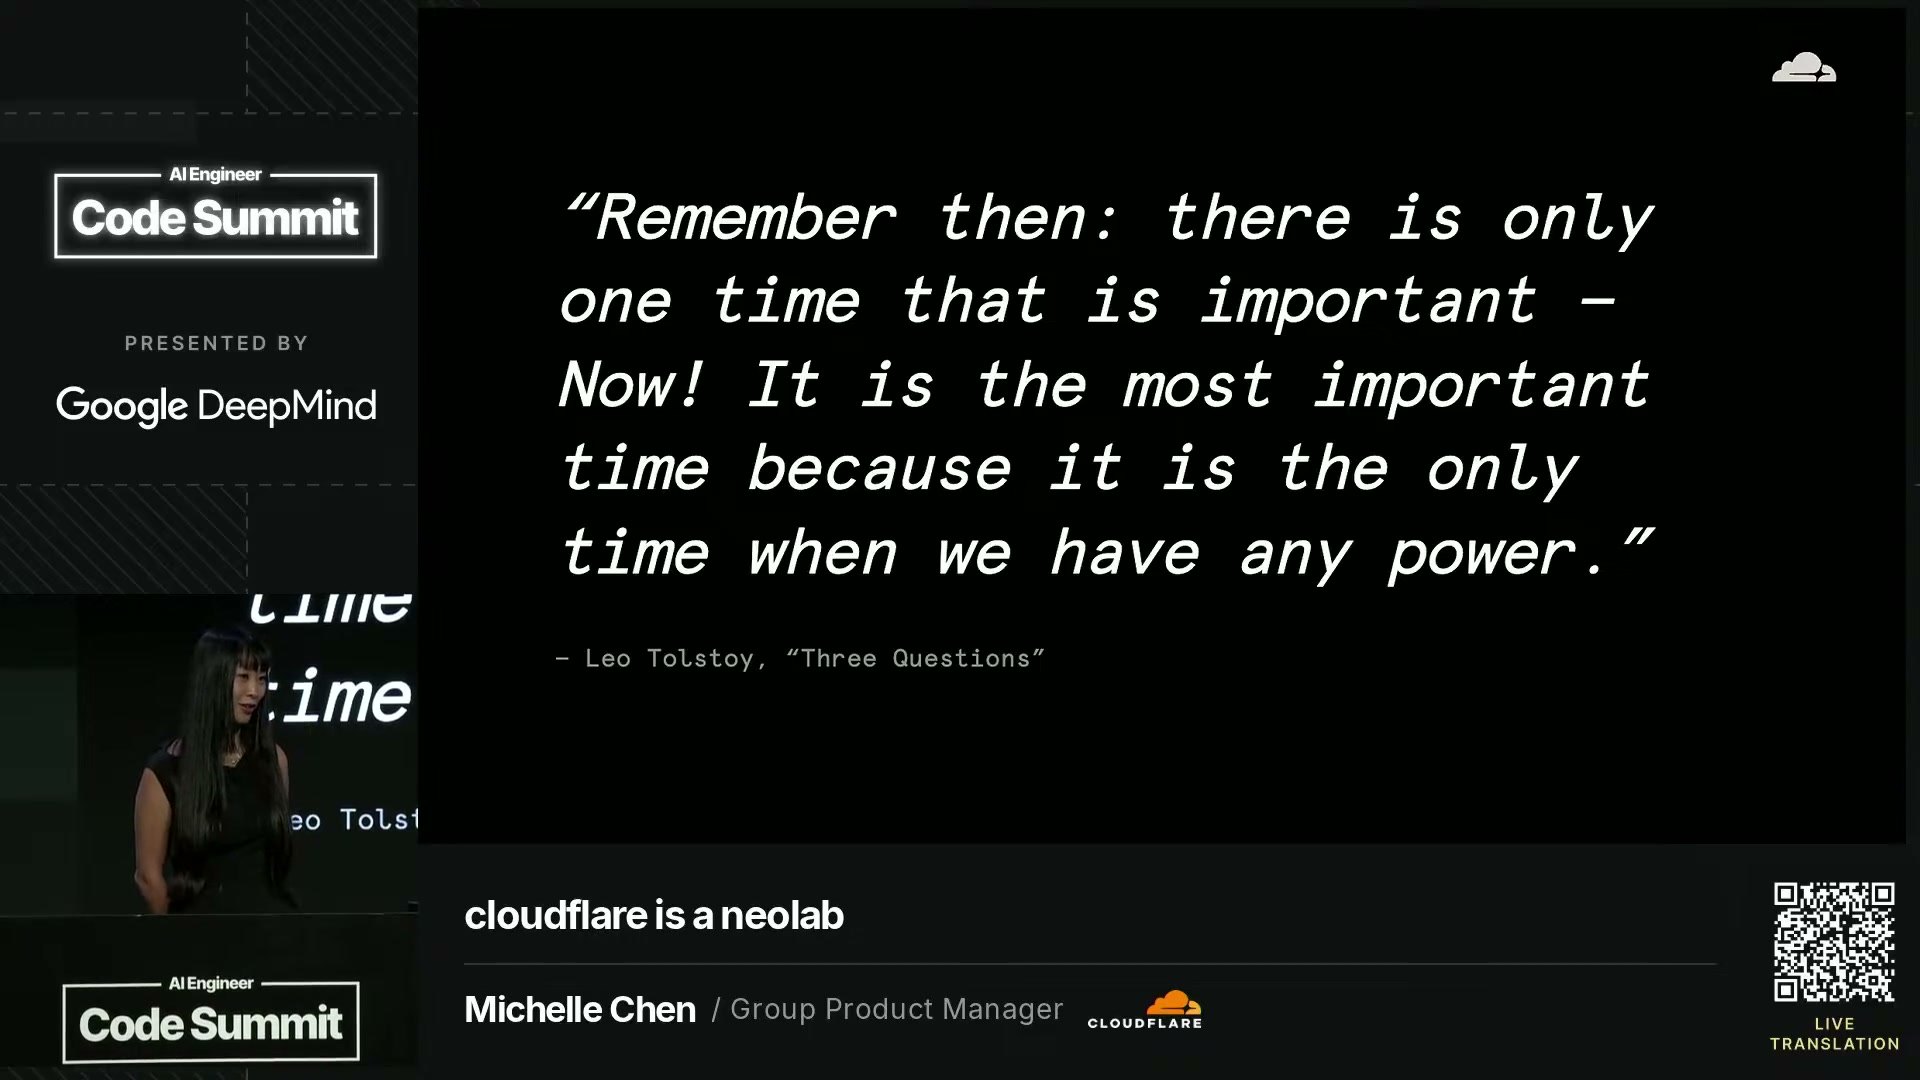 AI Engineer
Code Summit
PRESENTED BY
Google DeepMind
“Remember then: there is only
one time that is important –
Now! It is the most important
time because it is the only
time when we have any power.”
– Leo Tolstoy, “Three Questions”
time
time
eo Tolst
AI Engineer
Code Summit
cloudflare is a neolab
Michelle Chen / Group Product Manager
CLOUDFLARE
LIVE
TRANSLATION